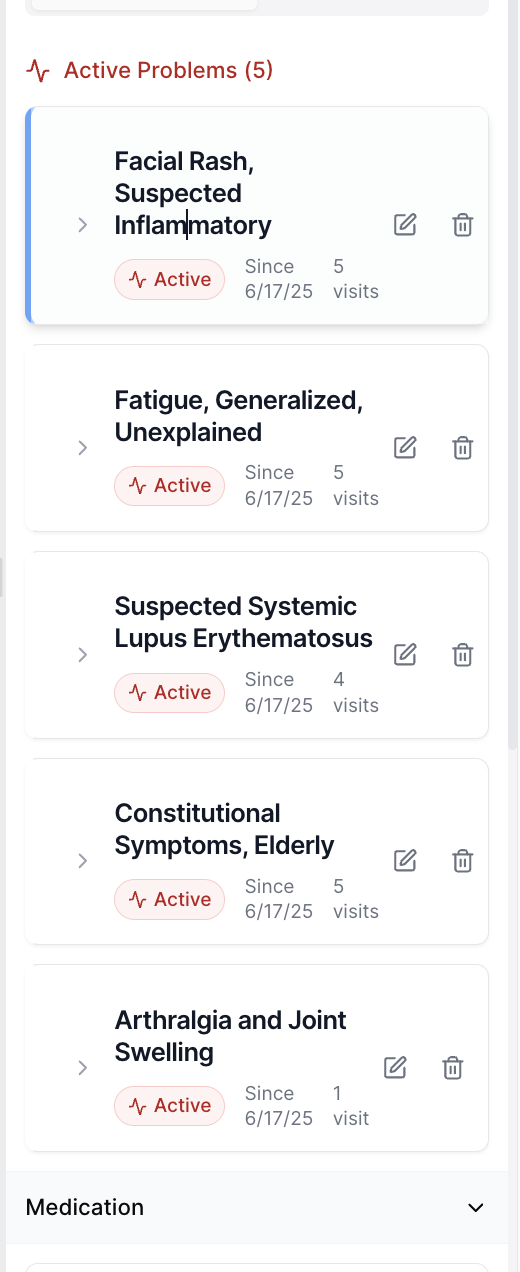 Active Problems (5)
Facial Rash,
Suspected
Inflammatory
Active
Since
6/17/25
5
visits
Fatigue, Generalized,
Unexplained
Active
Since
6/17/25
5
visits
Suspected Systemic
Lupus Erythematosus
Active
Since
6/17/25
4
visits
Constitutional
Symptoms, Elderly
Active
Since
6/17/25
5
visits
Arthralgia and Joint
Swelling
Active
Since
6/17/25
1
visit
Medication